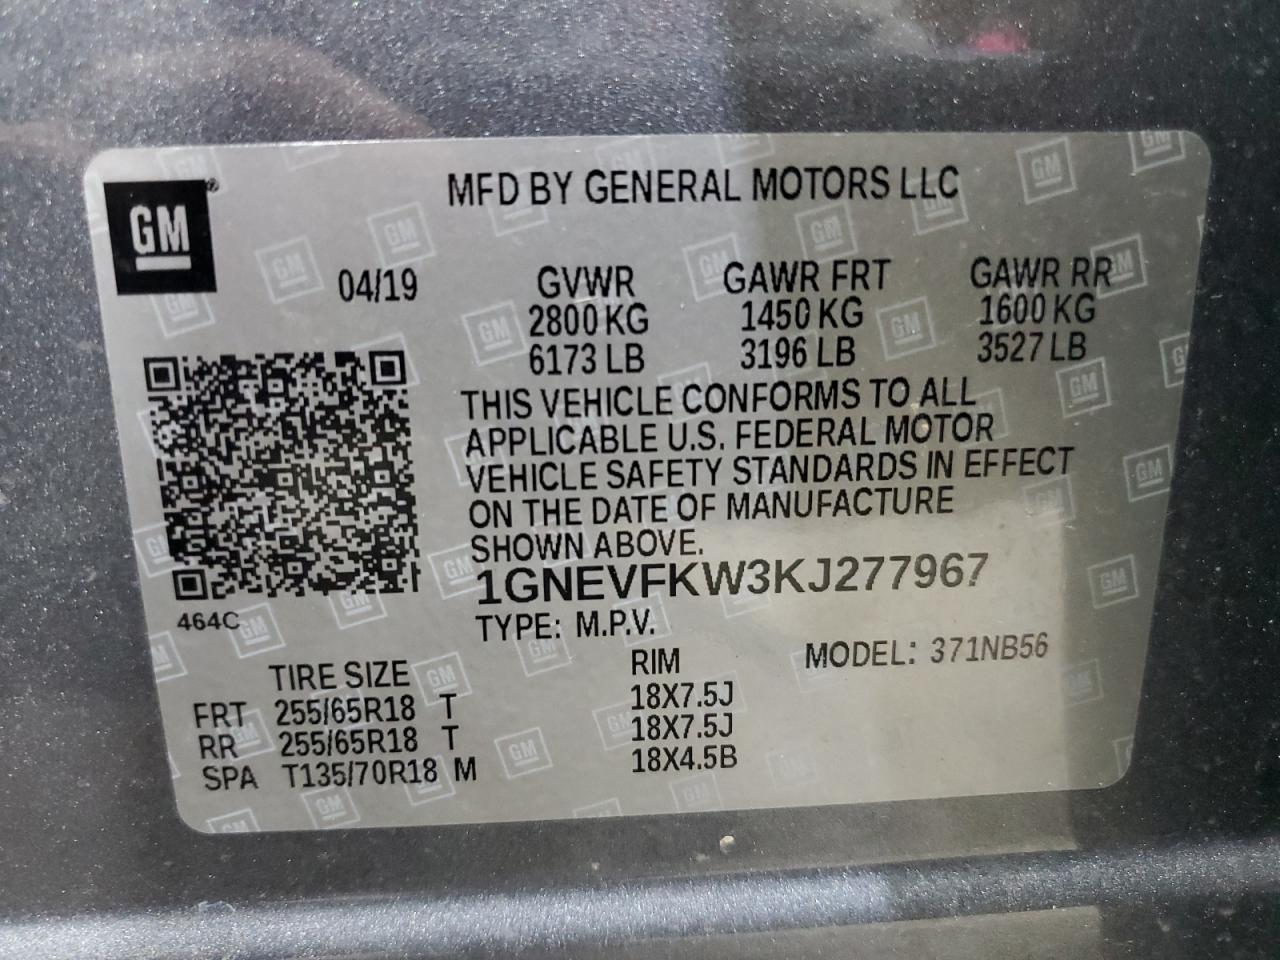 GM
MFD BY GENERAL MOTORS LLC
04/19 GVWR GAWR FRT GAWR RR
2800 KG 1450 KG 1600 KG
6173 LB 3196 LB 3527 LB
THIS VEHICLE CONFORMS TO ALL
APPLICABLE U.S. FEDERAL MOTOR
VEHICLE SAFETY STANDARDS IN EFFECT
ON THE DATE OF MANUFACTURE
SHOWN ABOVE.
1GNEVFKW3KJ277967
464C
TYPE: M.P.V.
MODEL: 371NB56
TIRE SIZE RIM
FRT 255/65R18 T 18X7.5J
RR 255/65R18 T 18X7.5J
SPA T135/70R18 M 18X4.5B